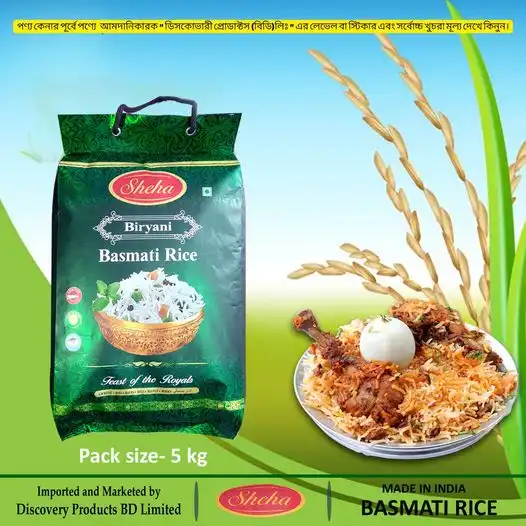 পণ্য কেনার পূর্বে পণ্যে আমদানিকারক " ডিসকোভারী প্রোডাক্টস (বিডি)লিঃ " এর লেভেল বা স্টিকার এবং সর্বোচ্চ খুচরা মূল্য দেখে কিনুন।
Sheha
Biryani
Basmati Rice
Feast of the Royals
Pack size- 5 kg
Imported and Marketed by
Discovery Products BD Limited
Sheha
MADE IN INDIA
BASMATI RICE